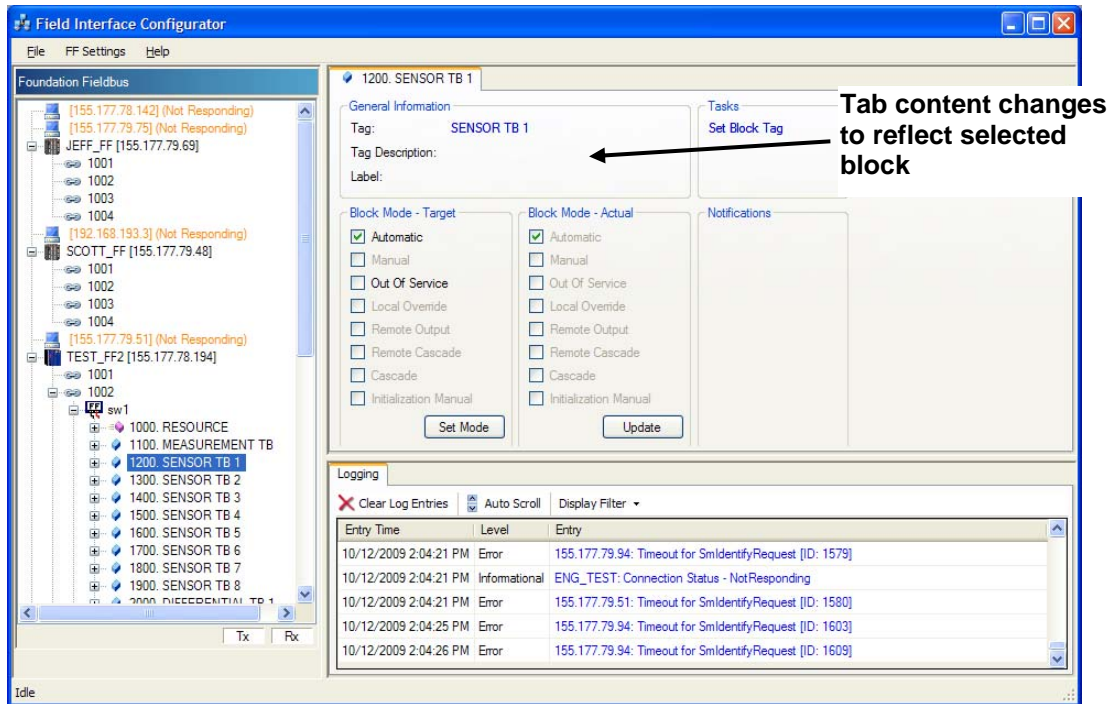 Field Interface Configurator
File FF Settings Help
Foundation Fieldbus
[155.177.78.142] (Not Responding)
[155.177.79.75] (Not Responding)
JEFF_FF [155.177.79.69]
1001
1002
1003
1004
[192.168.193.3] (Not Responding)
SCOTT_FF [155.177.79.48]
1001
1002
1003
1004
[155.177.79.51] (Not Responding)
TEST_FF2 [155.177.78.194]
1001
1002
FF sw1
1000. RESOURCE
1100. MEASUREMENT TB
1200. SENSOR TB 1
1300. SENSOR TB 2
1400. SENSOR TB 3
1500. SENSOR TB 4
1600. SENSOR TB 5
1700. SENSOR TB 6
1800. SENSOR TB 7
1900. SENSOR TB 8
2000. DIFFERENTIAL TB 1
Tx Rx
Idle
1200. SENSOR TB 1
General Information
Tag: SENSOR TB 1
Tag Description:
Label:
Tasks
Set Block Tag
Tab content changes
to reflect selected
block
Block Mode - Target
Automatic
Manual
Out Of Service
Local Override
Remote Output
Remote Cascade
Cascade
Initialization Manual
Set Mode
Block Mode - Actual
Automatic
Manual
Out Of Service
Local Override
Remote Output
Remote Cascade
Cascade
Initialization Manual
Update
Notifications
Logging
Clear Log Entries Auto Scroll Display Filter
Entry Time Level Entry
10/12/2009 2:04:21 PM Error 155.177.79.94: Timeout for SmIdentifyRequest [ID: 1579]
10/12/2009 2:04:21 PM Informational ENG_TEST: Connection Status - NotResponding
10/12/2009 2:04:21 PM Error 155.177.79.51: Timeout for SmIdentifyRequest [ID: 1580]
10/12/2009 2:04:25 PM Error 155.177.79.94: Timeout for SmIdentifyRequest [ID: 1603]
10/12/2009 2:04:26 PM Error 155.177.79.94: Timeout for SmIdentifyRequest [ID: 1609]